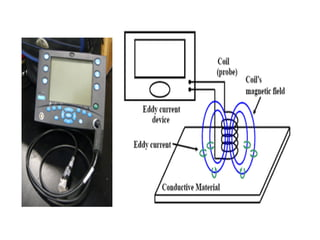 Coil
(probe)
Coil's
magnetic field
Eddy current
device
Eddy current
Conductive Material